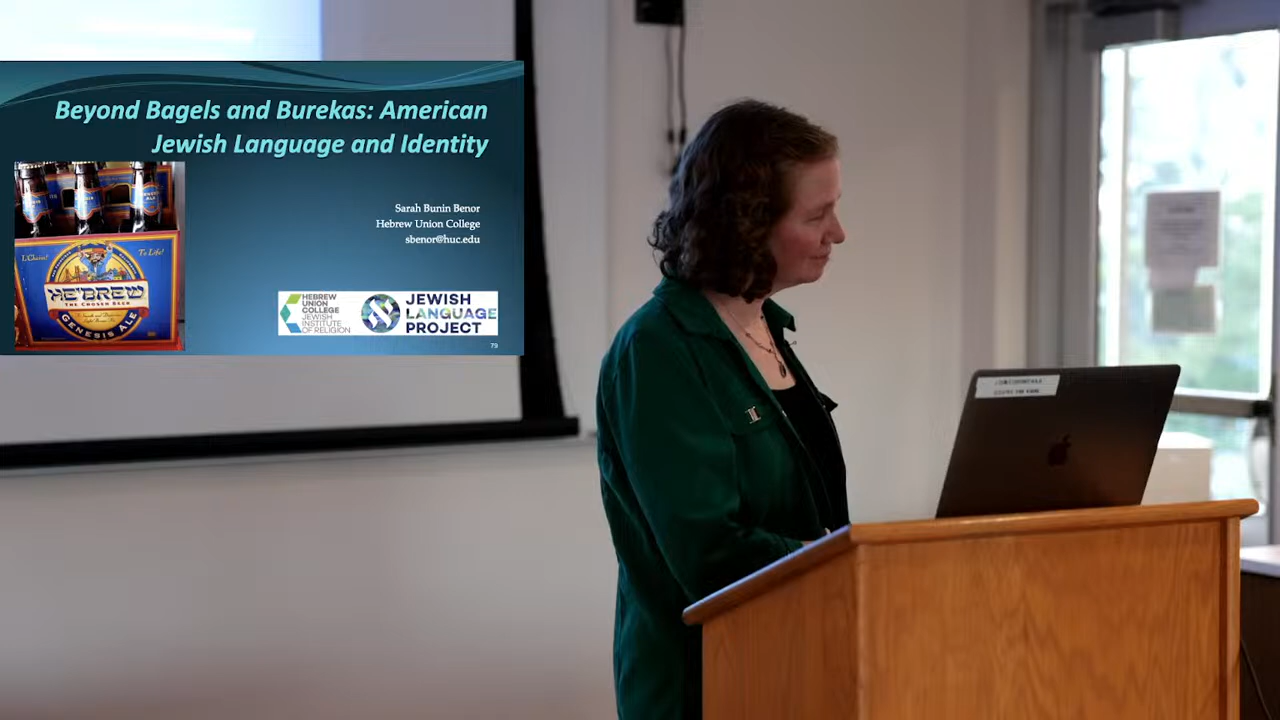 Beyond Bagels and Burekas: American
Jewish Language and Identity
Sarah Bunin Benor
Hebrew Union College
sbenor@huc.edu
L'Chaim!
To Life!
HE'BREW
THE CHOSEN BEER
GENESIS ALE
HEBREW
UNION
COLLEGE
JEWISH
INSTITUTE
OF RELIGION
JEWISH
LANGUAGE
PROJECT
79